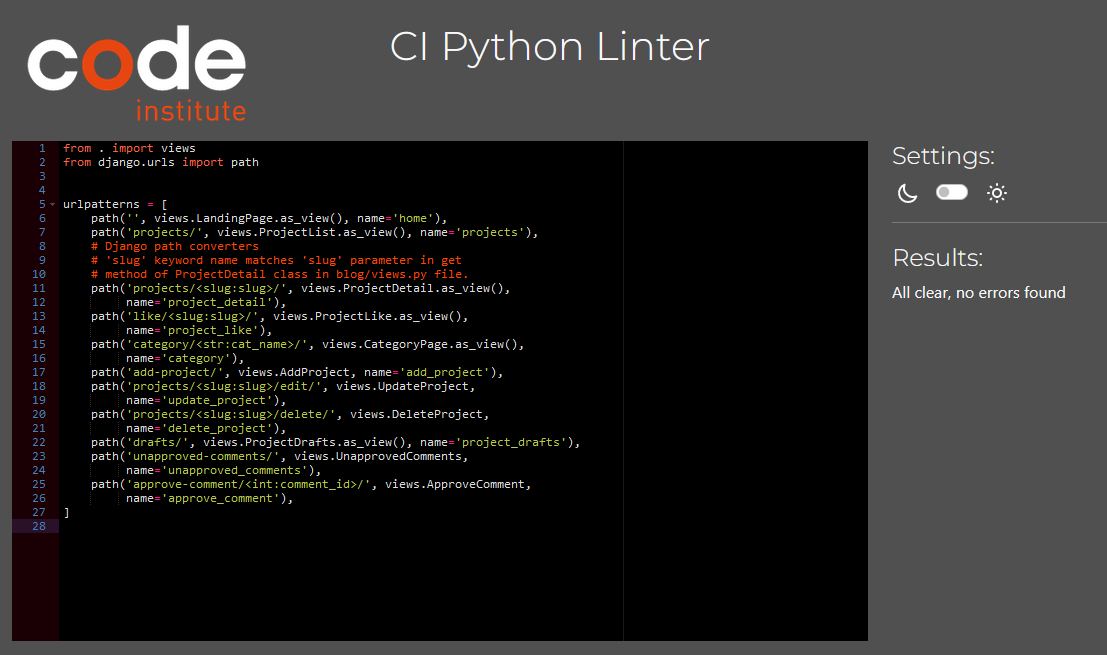 code
institute
CI Python Linter
1 from . import views
2 from django.urls import path
3
4
5 urlpatterns = [
6     path('', views.LandingPage.as_view(), name='home'),
7     path('projects/', views.ProjectList.as_view(), name='projects'),
8     # Django path converters
9     # 'slug' keyword name matches 'slug' parameter in get
10     # method of ProjectDetail class in blog/views.py file.
11     path('projects/<slug:slug>/', views.ProjectDetail.as_view(),
12          name='project_detail'),
13     path('like/<slug:slug>/', views.ProjectLike.as_view(),
14          name='project_like'),
15     path('category/<str:cat_name>/', views.CategoryPage.as_view(),
16          name='category'),
17     path('add-project/', views.AddProject, name='add_project'),
18     path('projects/<slug:slug>/edit/', views.UpdateProject,
19          name='update_project'),
20     path('projects/<slug:slug>/delete/', views.DeleteProject,
21          name='delete_project'),
22     path('drafts/', views.ProjectDrafts.as_view(), name='project_drafts'),
23     path('unapproved-comments/', views.UnapprovedComments,
24          name='unapproved_comments'),
25     path('approve-comment/<int:comment_id>/', views.ApproveComment,
26          name='approve_comment'),
27 ]
28
Settings:
Results:
All clear, no errors found